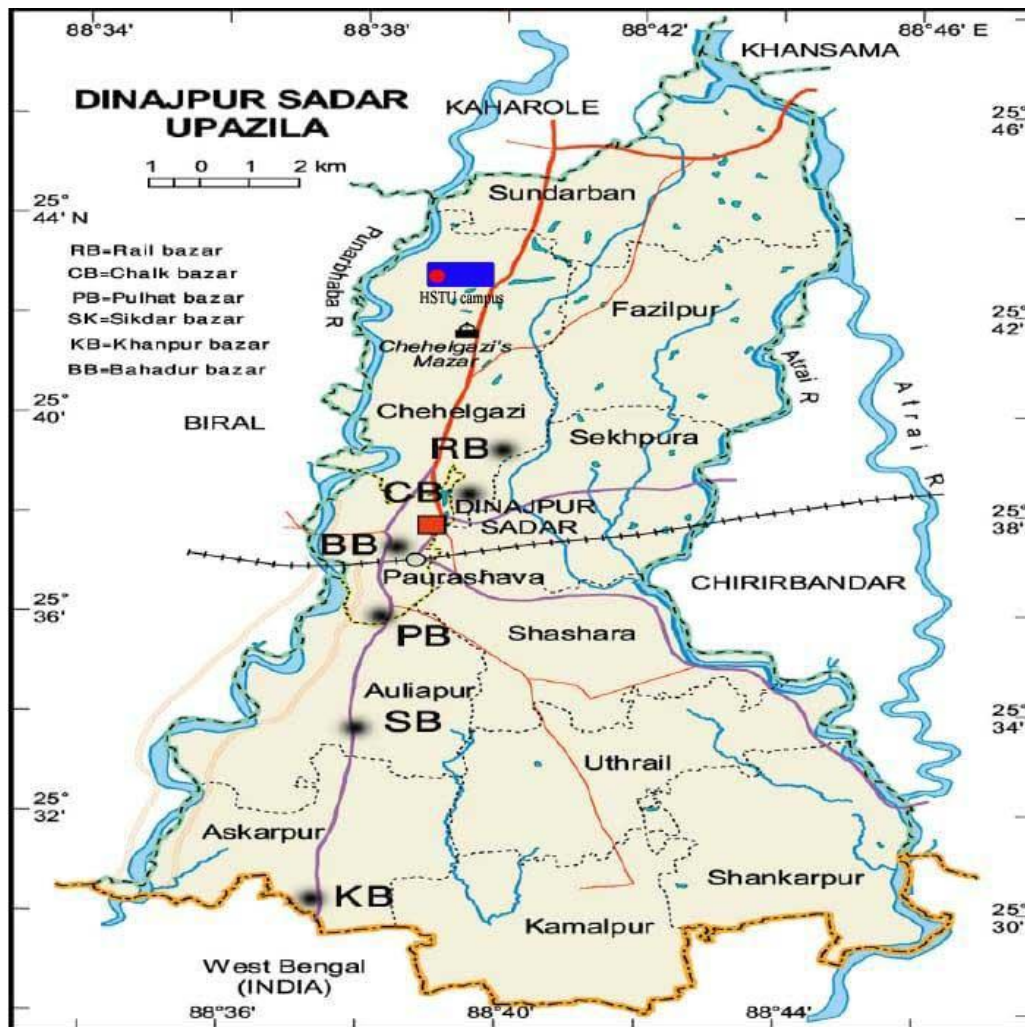 88°34'
88°38'
88°42'
88°46' E
KHANSAMA
DINAJPUR SADAR
UPAZILA
KAHAROLE
25°
46'
1 0 1 2 km
Sundarban
25°
44' N
Punarbhaba R
RB=Rail bazar
CB=Chalk bazar
PB=Pulhat bazar
SK=Sikdar bazar
KB=Khanpur bazar
BB=Bahadur bazar
HSTU campus
Fazilpur
25°
42'
Chehelgazi's
Mazar
Atrai R
Atrai R
25°
40'
BIRAL
Chehelgazi
Sekhpura
RB
CB
DINAJPUR
SADAR
25°
38'
BB
Paurashava
CHIRIRBANDAR
25°
36'
PB
Shashara
Auliapur
SB
25°
34'
Uthrail
25°
32'
Askarpur
Shankarpur
KB
Kamalpur
25°
30'
West Bengal
(INDIA)
88°36'
88°40'
88°44'